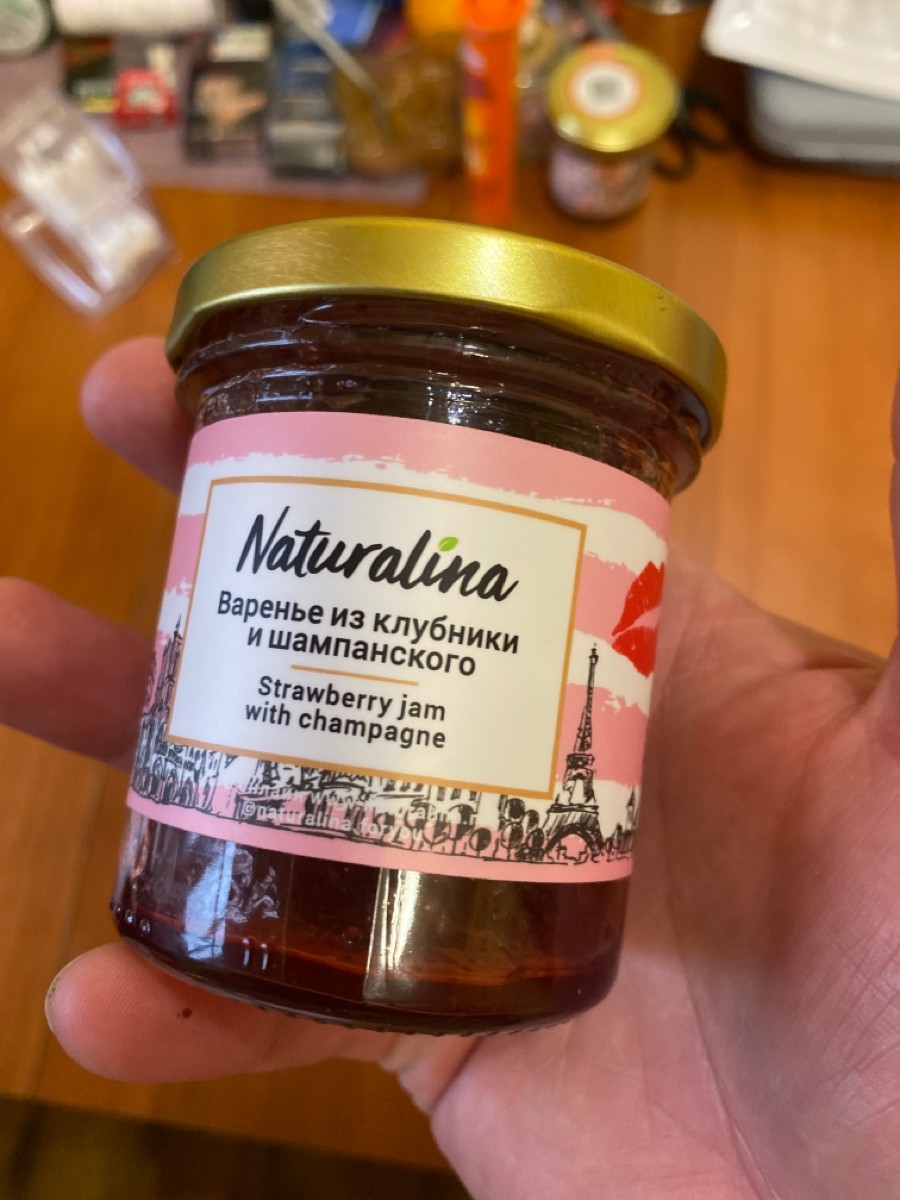 Naturalina
Варенье из клубники
и шампанского
Strawberry jam
with champagne